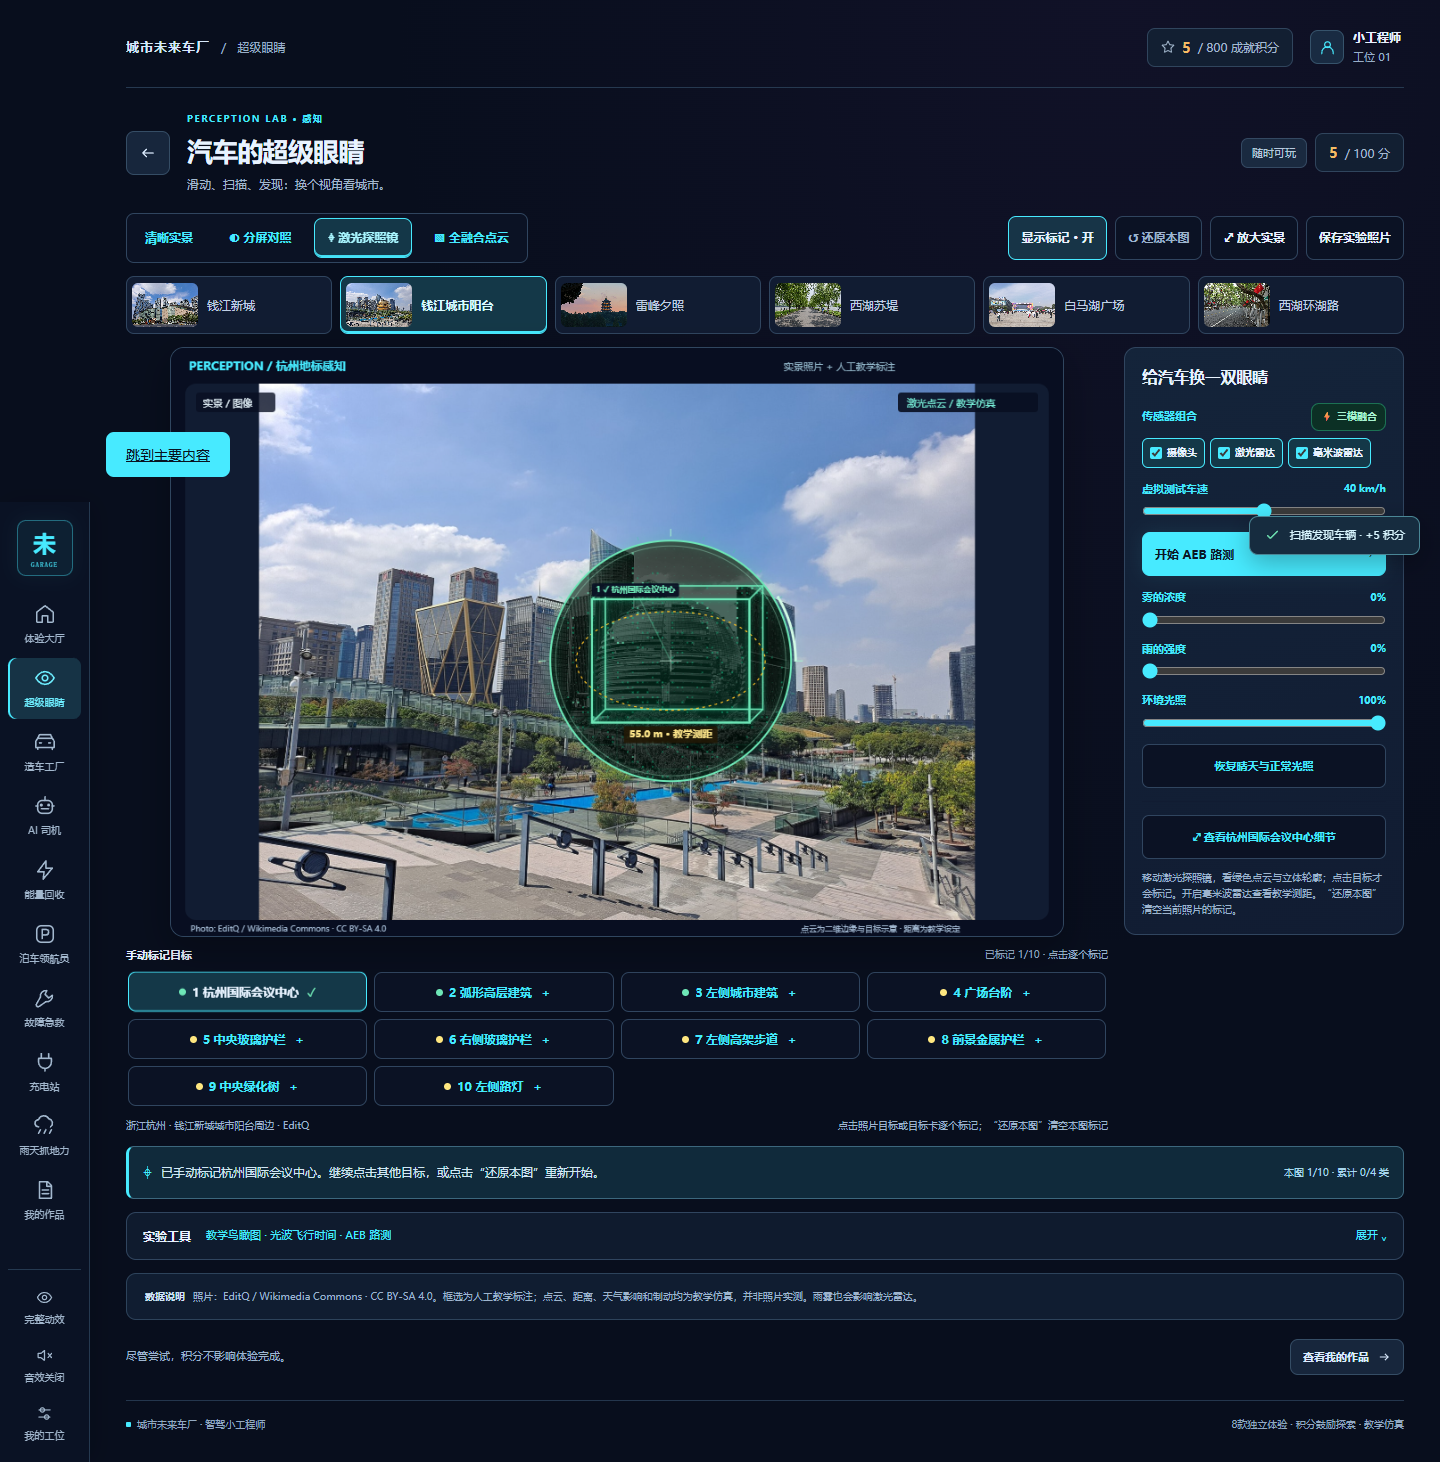 城市未来车厂 / 超级眼睛
5 / 800 成就积分
小工程师
工位 01
PERCEPTION LAB • 感知
汽车的超级眼睛
滑动、扫描、发现：换个视角看城市。
随时可玩
5 / 100 分
清晰实景
分屏对照
激光探照镜
全融合点云
显示标记 • 开
还原本图
放大实景
保存实验照片
钱江新城
钱江城市阳台
雷峰夕照
西湖苏堤
白马湖广场
西湖环湖路
PERCEPTION / 杭州地标感知
实景照片 + 人工教学标注
实景 / 图像
激光点云 / 教学仿真
1 ✓ 杭州国际会议中心
55.0 m • 教学测距
Photo: EditQ / Wikimedia Commons · CC BY-SA 4.0
点云为二维边缘与目标示意 · 距离为教学设定
跳到主要内容
未
GARAGE
体验大厅
超级眼睛
造车工厂
AI 司机
能量回收
泊车领航员
故障急救
充电站
雨天抓地力
我的作品
完整动效
音效关闭
我的工位
给汽车换一双眼睛
传感器组合
三模融合
摄像头
激光雷达
毫米波雷达
虚拟测试车速
40 km/h
扫描发现车辆 · +5 积分
开始 AEB 路测
雾的浓度
0%
雨的强度
0%
环境光照
100%
恢复晴天与正常光照
查看杭州国际会议中心细节
移动激光探照镜，看绿色点云与立体轮廓；点击目标才
会标记。开启毫米波雷达查看教学测距。“还原本图”
清空当前照片的标记。
手动标记目标
已标记 1/10 · 点击逐个标记
1 杭州国际会议中心 ✓
2 弧形高层建筑 +
3 左侧城市建筑 +
4 广场台阶 +
5 中央玻璃护栏 +
6 右侧玻璃护栏 +
7 左侧高架步道 +
8 前景金属护栏 +
9 中央绿化树 +
10 左侧路灯 +
浙江杭州 · 钱江新城城市阳台周边 · EditQ
点击照片目标或目标卡逐个标记；“还原本图”清空本图标记
已手动标记杭州国际会议中心。继续点击其他目标，或点击“还原本图”重新开始。
本图 1/10 · 累计 0/4 类
实验工具
教学鸟瞰图 · 光波飞行时间 · AEB 路测
展开
数据说明 照片：EditQ / Wikimedia Commons · CC BY-SA 4.0。框选为人工教学标注；点云、距离、天气影响和制动均为教学仿真，并非照片实测。雨雾也会影响激光雷达。
尽管尝试，积分不影响体验完成。
查看我的作品 →
城市未来车厂 · 智驾小工程师
8款独立体验 · 积分鼓励探索 · 教学仿真